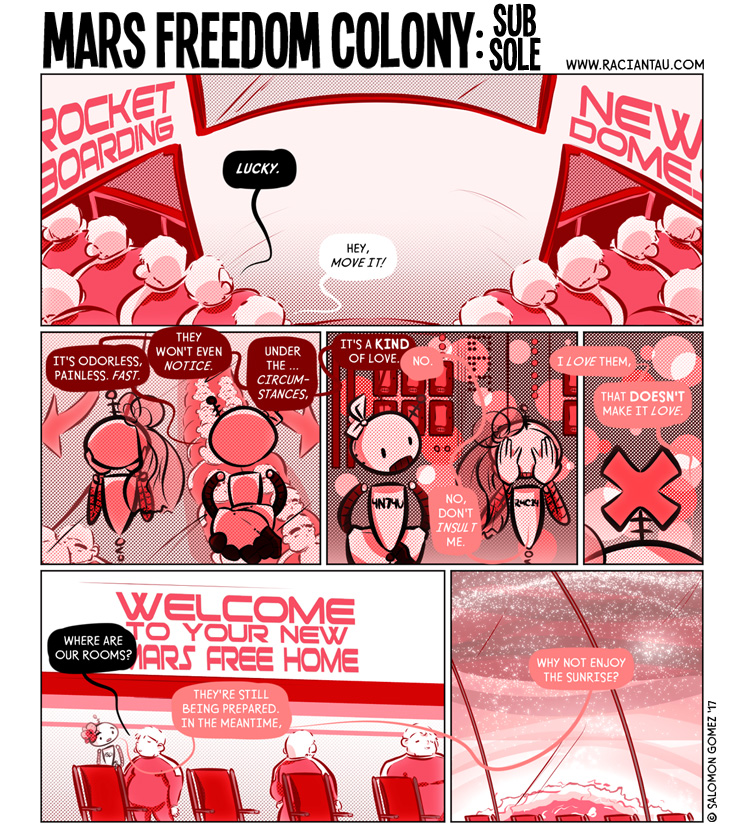 MARS FREEDOM COLONY:
SUB
SOLE
WWW.RACIANTAU.COM
ROCKET
BOARDING
NEW
DOMES
LUCKY.
HEY,
MOVE IT!
IT'S ODORLESS,
PAINLESS. FAST.
THEY
WON'T EVEN
NOTICE.
UNDER
THE ...
CIRCUM-
STANCES,
IT'S A KIND
OF LOVE.
NO.
4N74U
24C14
NO,
DON'T
INSULT
ME.
I LOVE THEM,
THAT DOESN'T
MAKE IT LOVE.
WELCOME
TO YOUR NEW
MARS FREE HOME
WHERE ARE
OUR ROOMS?
THEY'RE STILL
BEING PREPARED.
IN THE MEANTIME,
WHY NOT ENJOY
THE SUNRISE?
© SALOMON GOMEZ '17